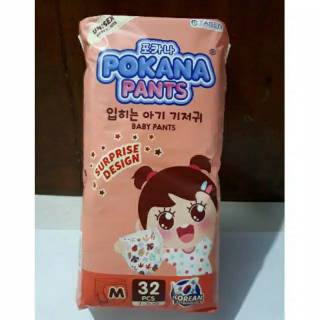 UNISEX
포카나
POKANA
PANTS
입히는 아기 기저귀
BABY PANTS
SURPRISE
DESIGN
M
32
PCS
KOREAN